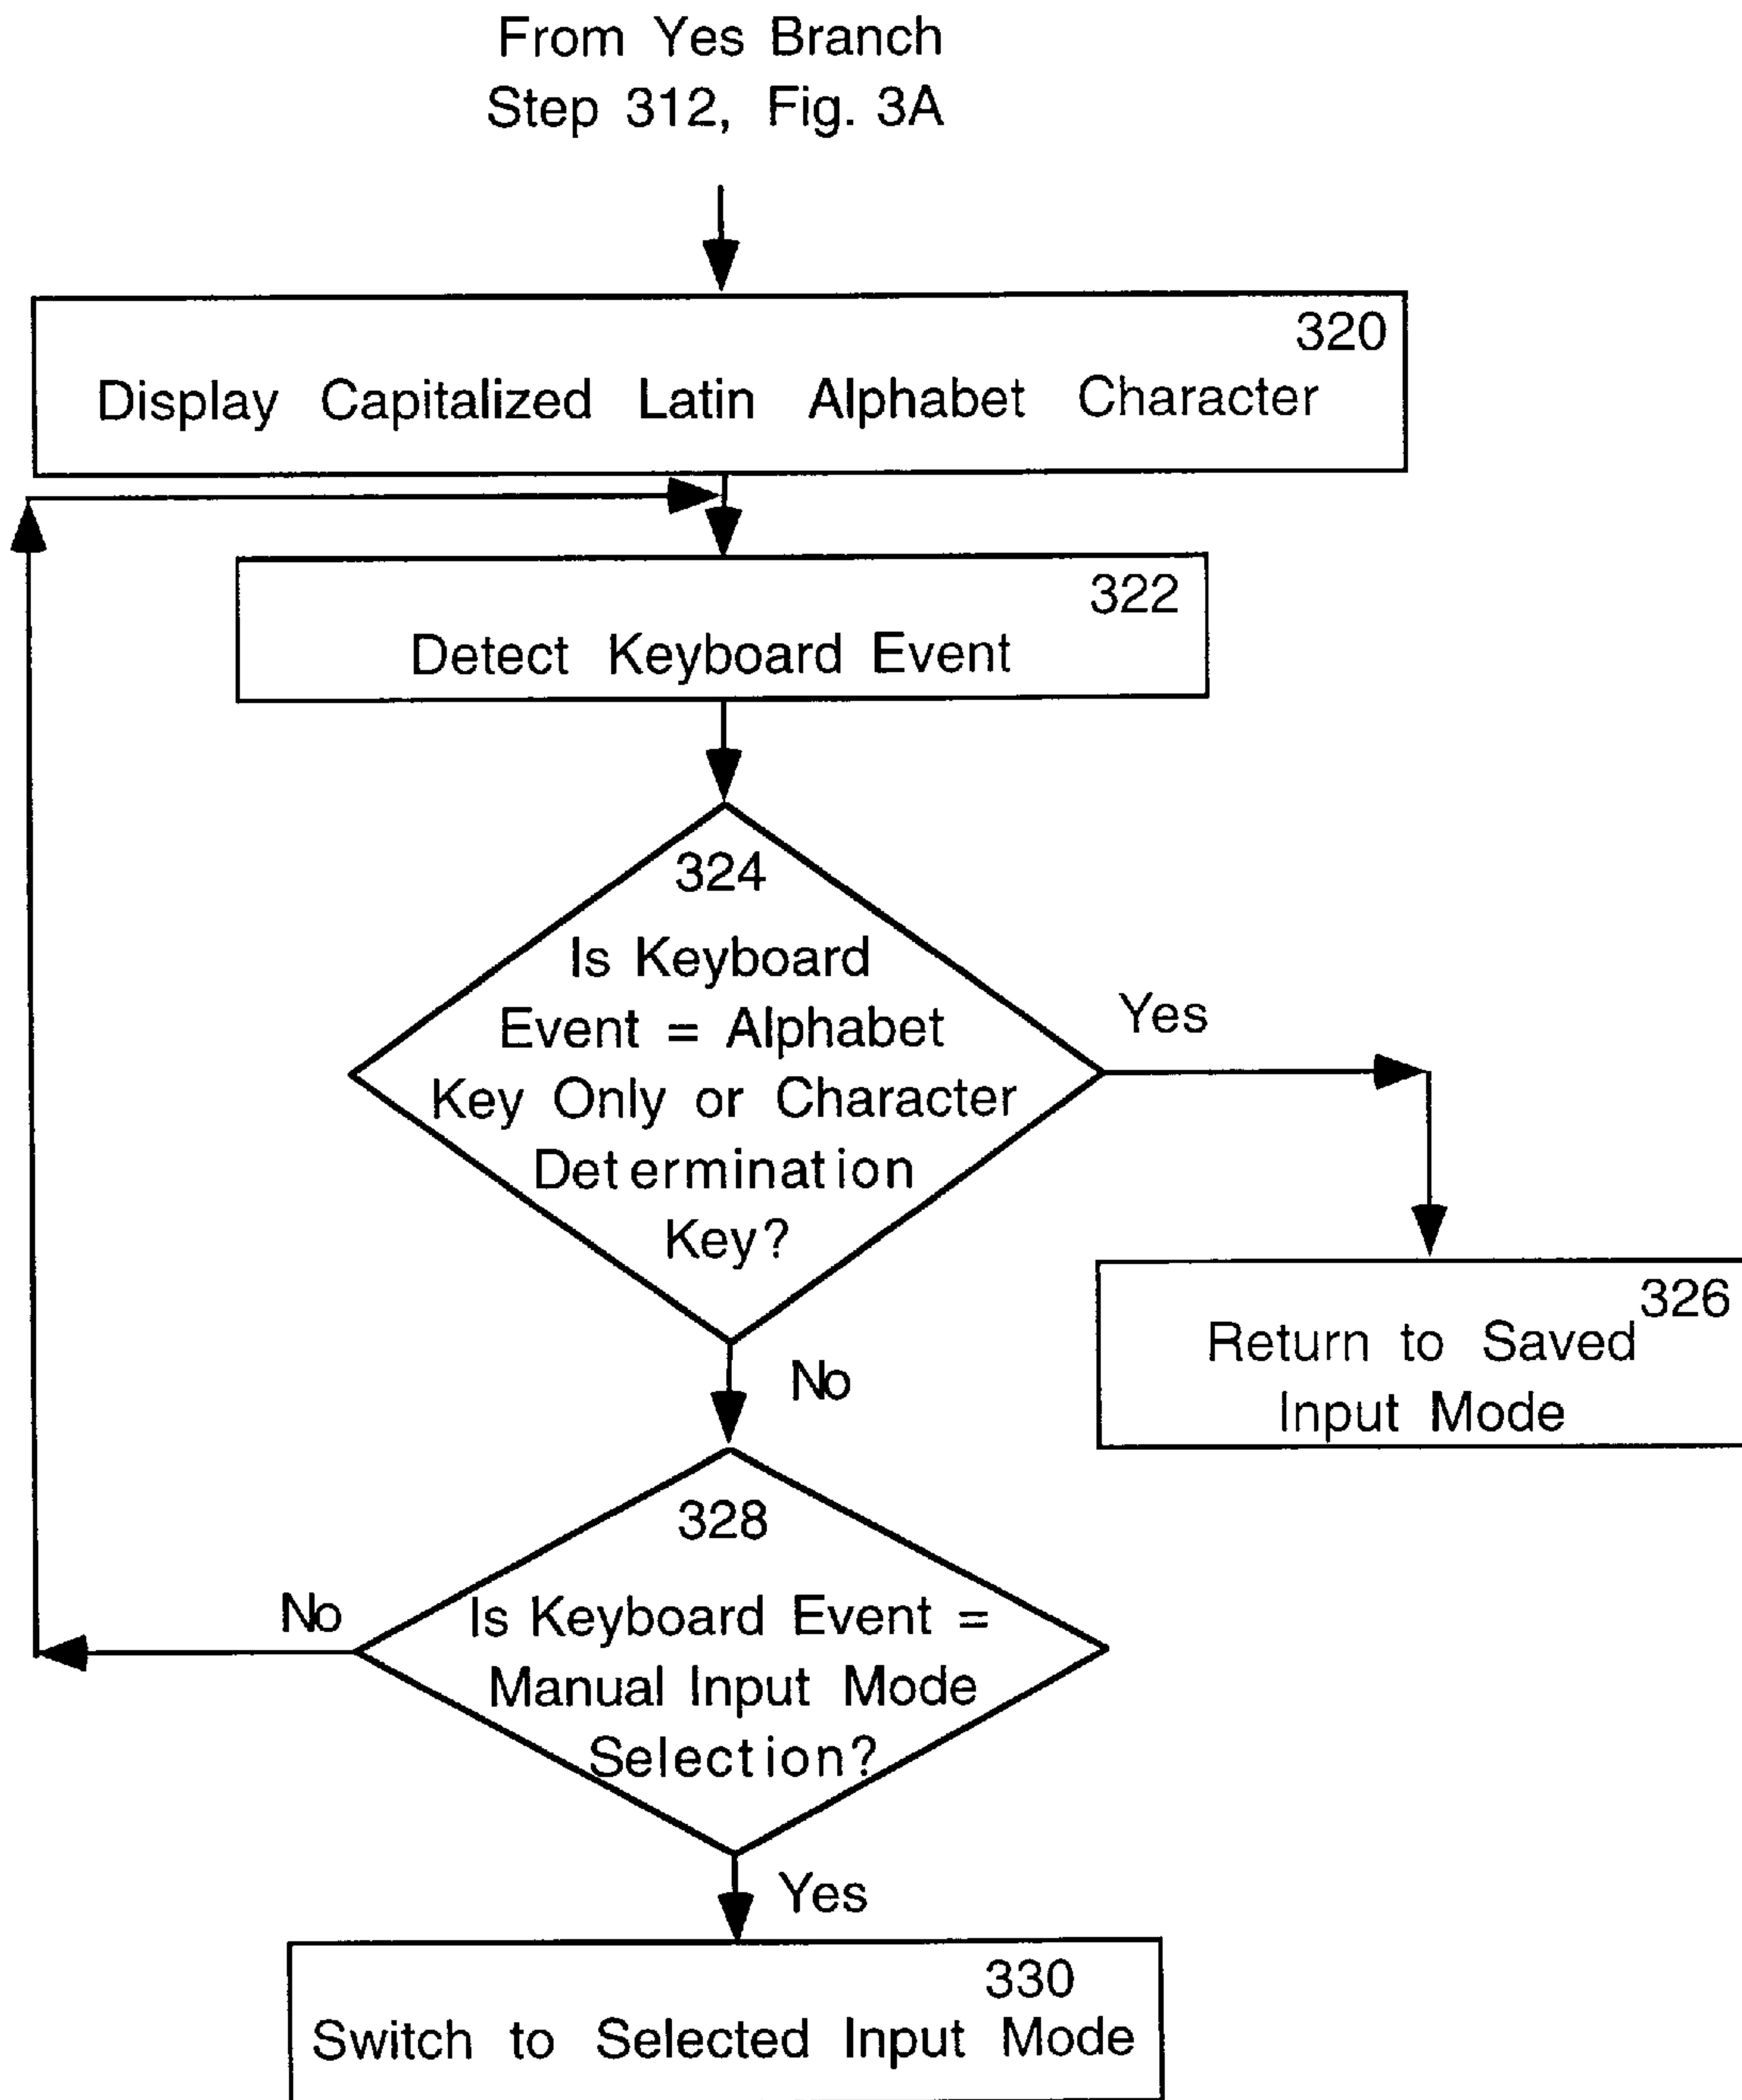 From Yes Branch
Step 312, Fig. 3A
320
Display Capitalized Latin Alphabet Character
322
Detect Keyboard Event
324
Is Keyboard
Event = Alphabet
Key Only or Character
Determination
Key?
Yes
326
Return to Saved
Input Mode
No
328
Is Keyboard Event =
Manual Input Mode
Selection?
No
Yes
330
Switch to Selected Input Mode